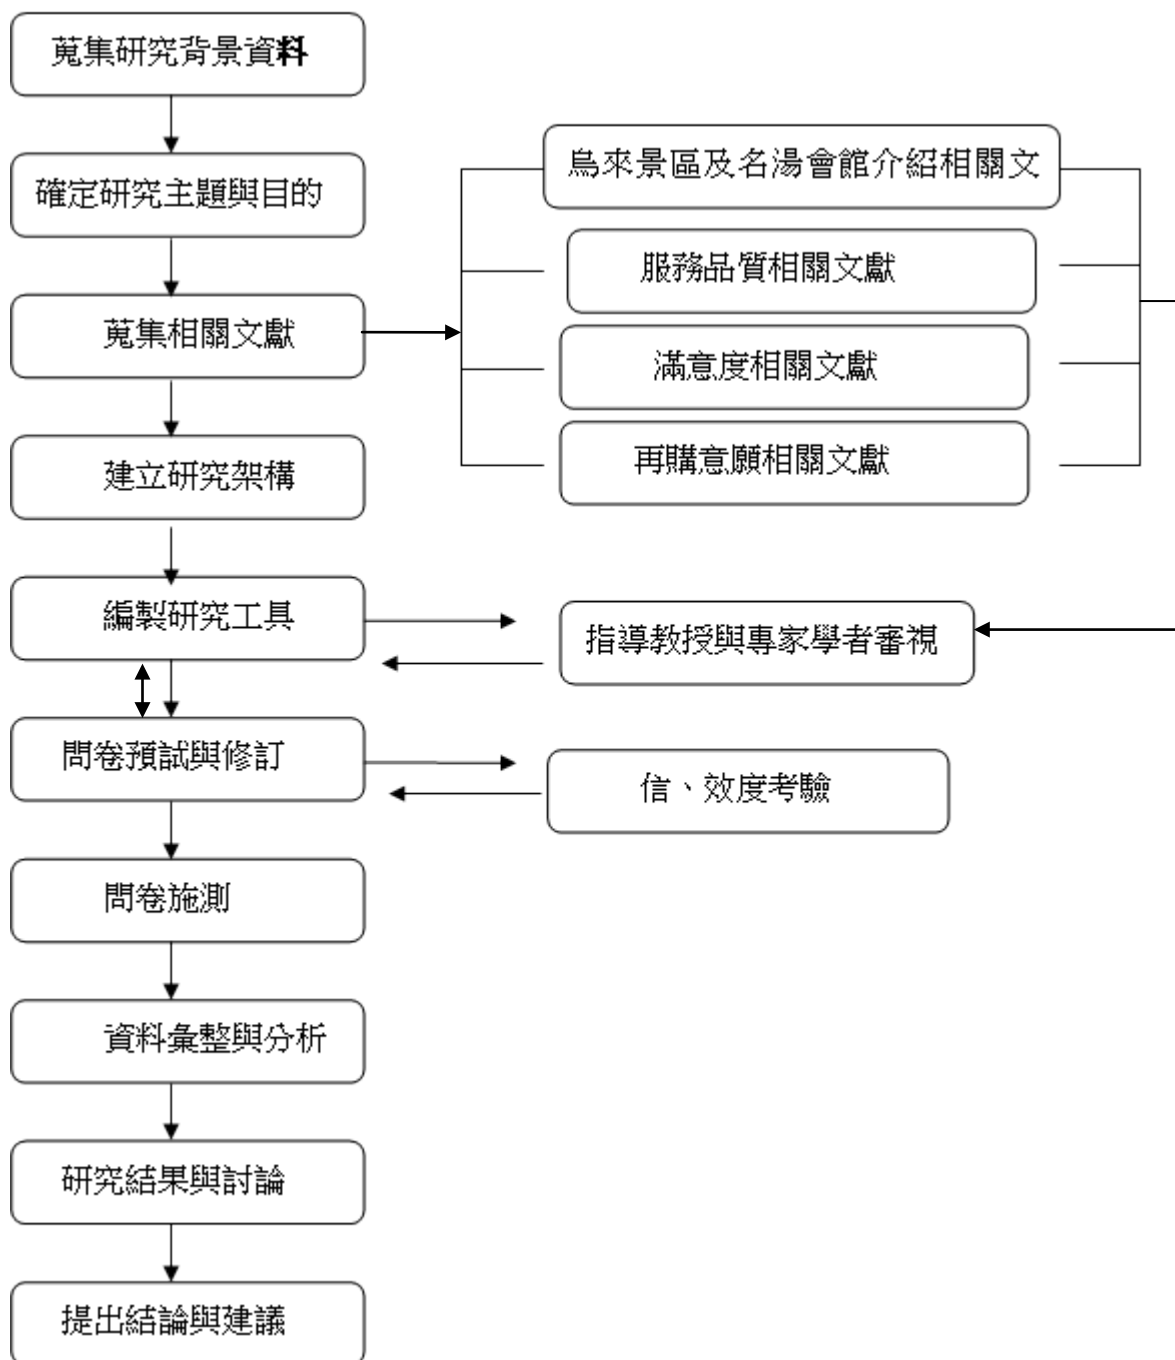 蒐集研究背景資料
確定研究主題與目的
蒐集相關文獻
烏來景區及名湯會館介紹相關文
服務品質相關文獻
滿意度相關文獻
再購意願相關文獻
建立研究架構
編製研究工具
指導教授與專家學者審視
問卷預試與修訂
信、效度考驗
問卷施測
資料彙整與分析
研究結果與討論
提出結論與建議